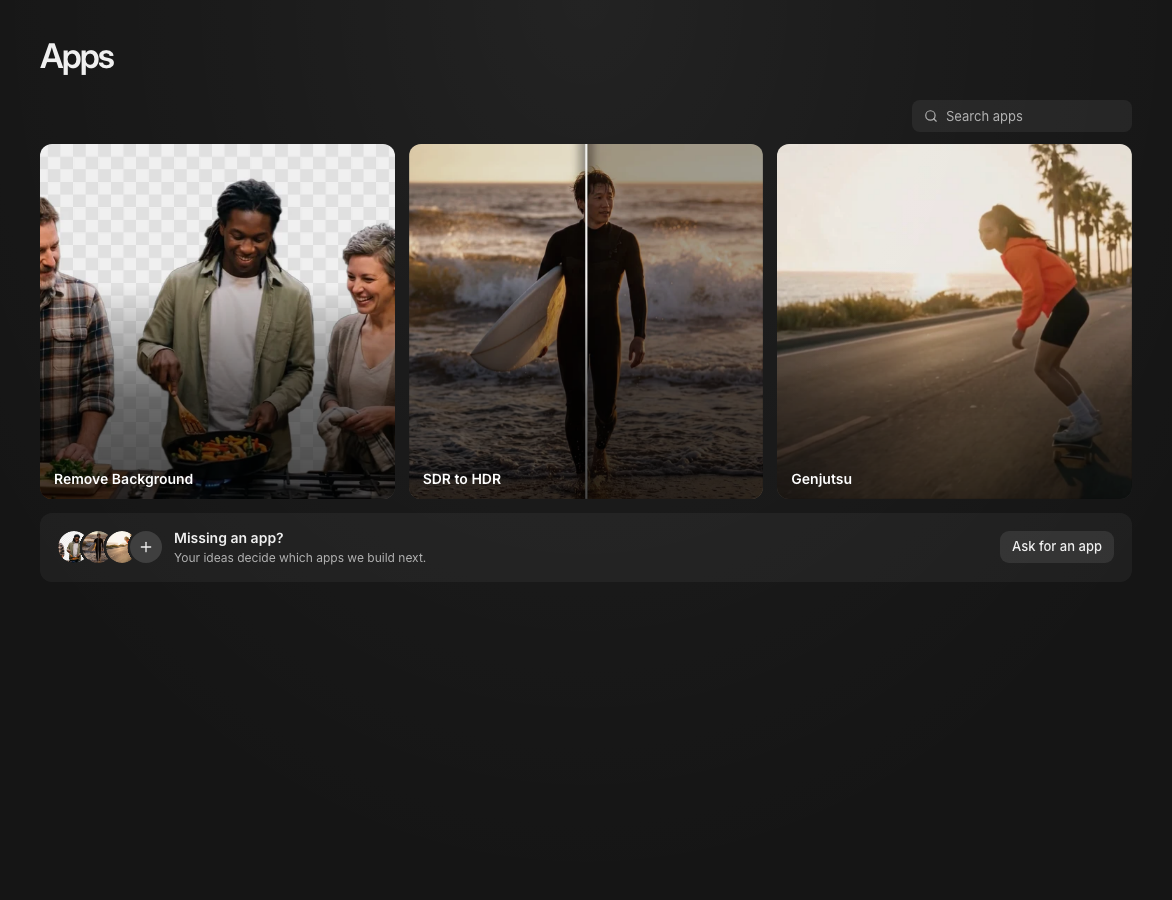 Apps
Search apps
Remove Background
SDR to HDR
Genjutsu
Missing an app?
Your ideas decide which apps we build next.
Ask for an app